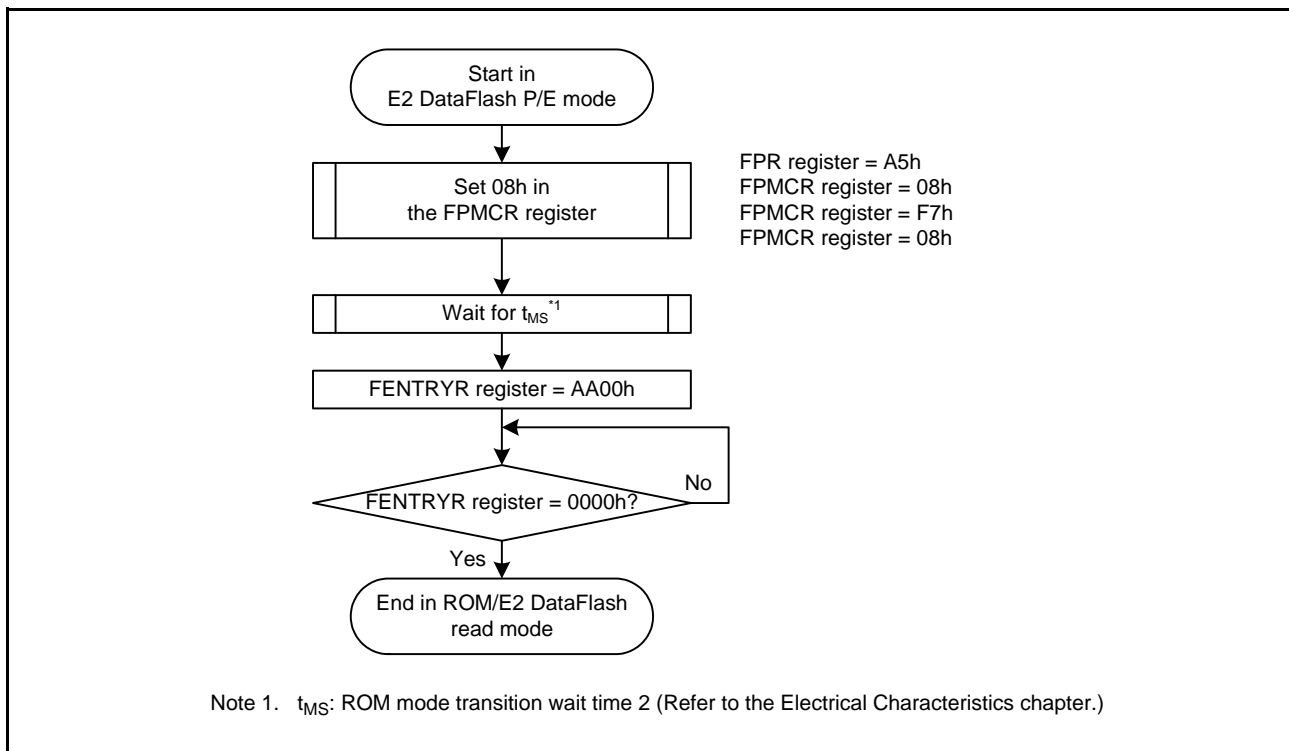 Start in
E2 DataFlash P/E mode
Set 08h in
the FPMCR register
FPR register = A5h
FPMCR register = 08h
FPMCR register = F7h
FPMCR register = 08h
Wait for tMS*1
FENTRYR register = AA00h
FENTRYR register = 0000h?
No
Yes
End in ROM/E2 DataFlash
read mode
Note 1. tMS: ROM mode transition wait time 2 (Refer to the Electrical Characteristics chapter.)